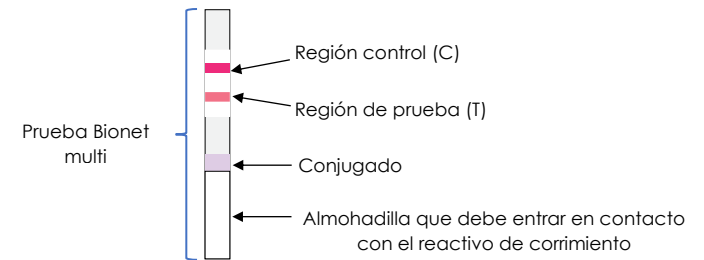 Región control (C)
Región de prueba (T)
Prueba Bionet
multi
Conjugado
Almohadilla que debe entrar en contacto
con el reactivo de corrimiento